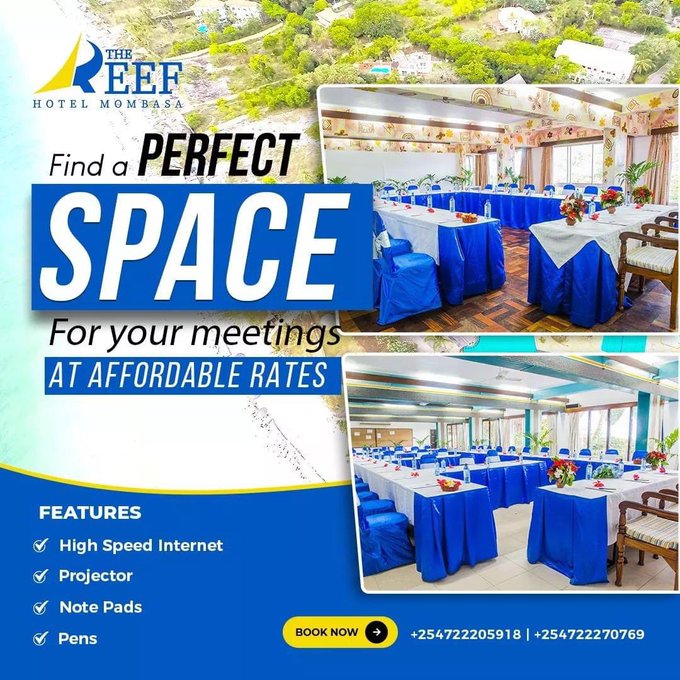 THE
REEF
HOTEL MOMBASA
Find a PERFECT
SPACE
For your meetings
AT AFFORDABLE RATES
FEATURES
High Speed Internet
Projector
Note Pads
Pens
BOOK NOW
+254722205918 | +254722270769